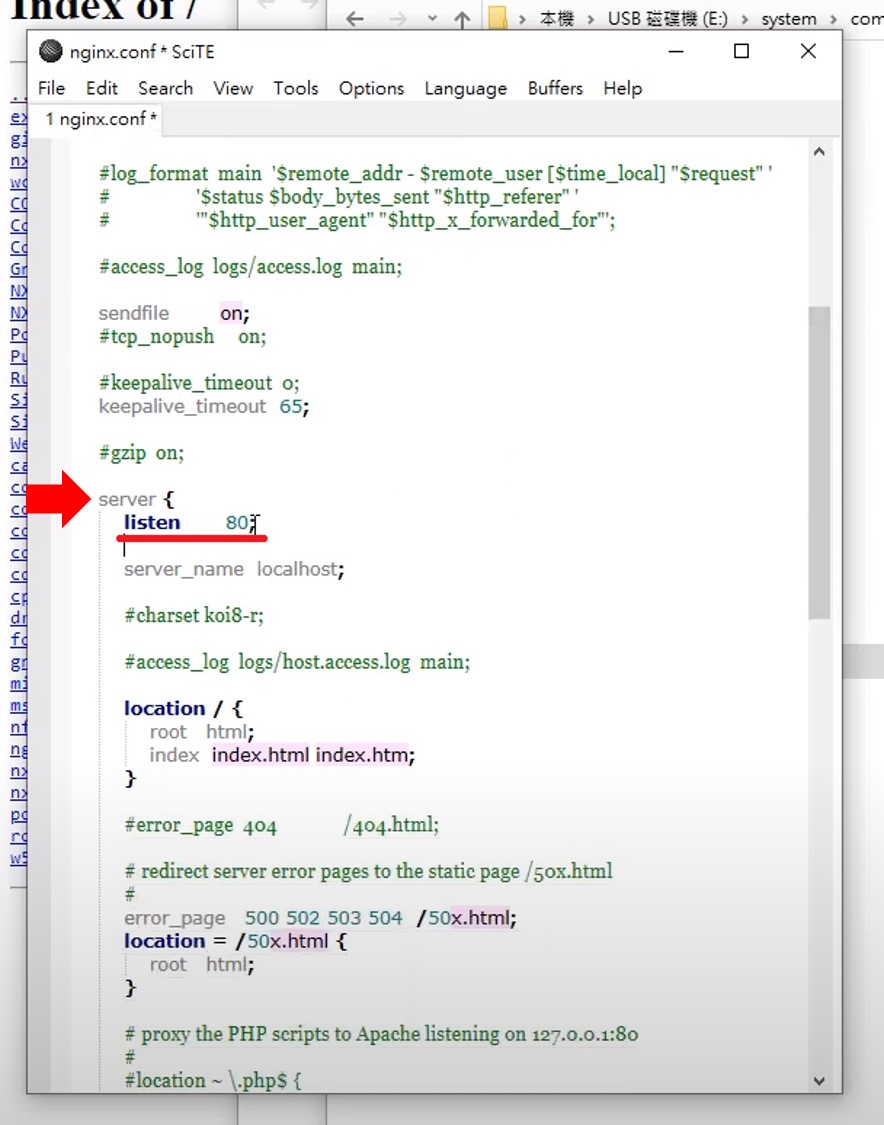 Index of /
本機 › USB 磁碟機 (E:) › system › com
nginx.conf * SciTE
File Edit Search View Tools Options Language Buffers Help
1 nginx.conf *
#log_format main '$remote_addr - $remote_user [$time_local] "$request" '
# '$status $body_bytes_sent "$http_referer" '
# '"$http_user_agent" "$http_x_forwarded_for"';
#access_log logs/access.log main;
sendfile on;
#tcp_nopush on;
#keepalive_timeout 0;
keepalive_timeout 65;
#gzip on;
server {
listen 80;
server_name localhost;
#charset koi8-r;
#access_log logs/host.access.log main;
location / {
root html;
index index.html index.htm;
}
#error_page 404 /404.html;
# redirect server error pages to the static page /50x.html
#
error_page 500 502 503 504 /50x.html;
location = /50x.html {
root html;
}
# proxy the PHP scripts to Apache listening on 127.0.0.1:80
#
#location ~ \.php$ {